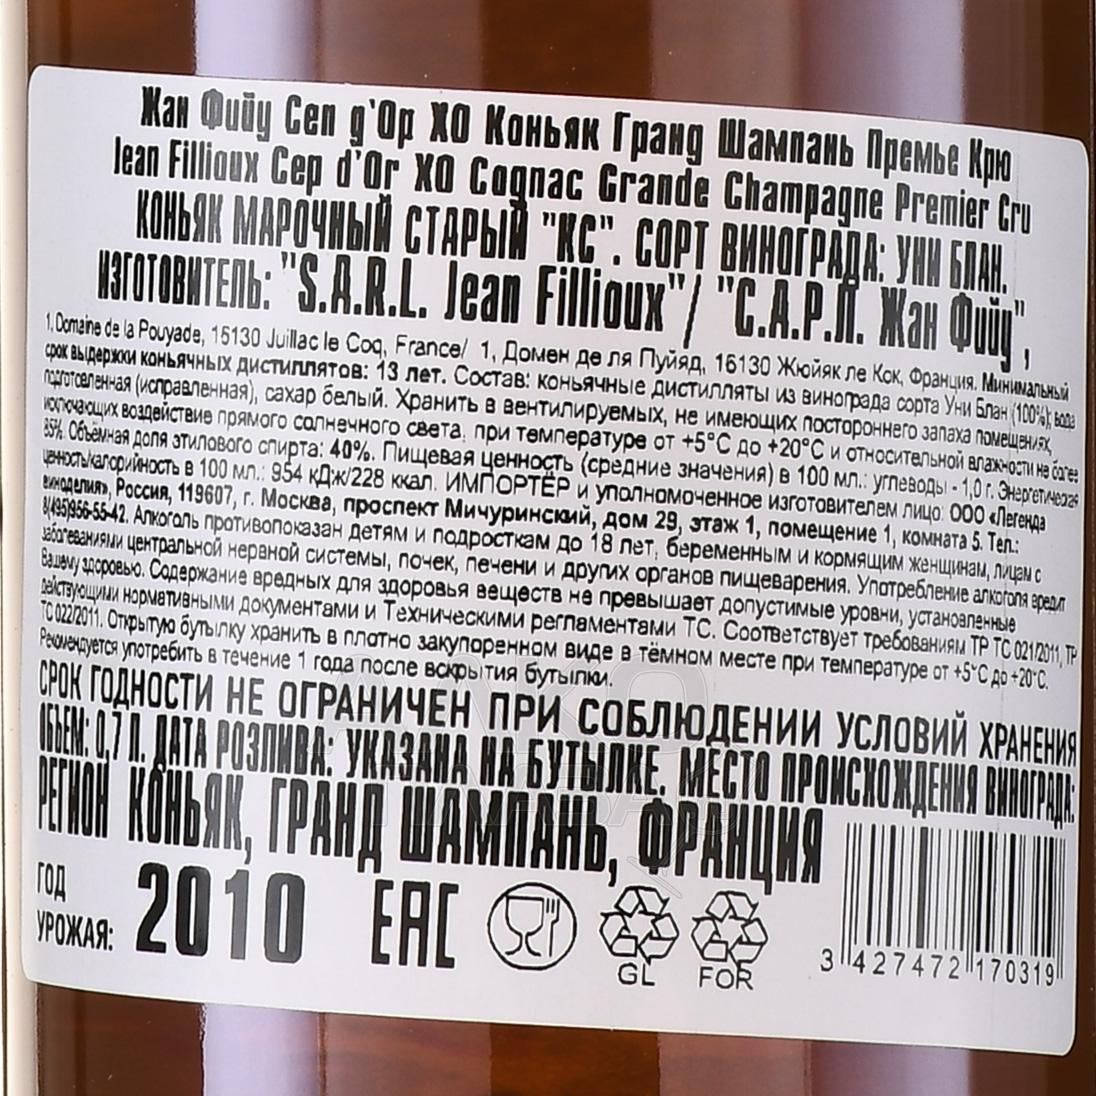 Жан Фийу Сеп д'Ор ХО Коньяк Гранд Шампань Премье Крю
Jean Fillioux Cep d'Or XO Cognac Grande Champagne Premier Cru
КОНЬЯК МАРОЧНЫЙ СТАРЫЙ "КС". СОРТ ВИНОГРАДА: УНИ БЛАН.
ИЗГОТОВИТЕЛЬ: "S.A.R.L. Jean Fillioux"/ "С.А.Р.Л. Жан Фийу",
1, Domaine de la Pouyade, 16130 Juillac le Coq, France/ 1, Домен де ля Пуйяд, 16130 Жюйяк ле Кок, Франция. Минимальный
срок выдержки коньячных дистиллятов: 13 лет. Состав: коньячные дистилляты из винограда сорта Уни Блан (100%), вода
подготовленная (исправленная), сахар белый. Хранить в вентилируемых, не имеющих постороннего запаха помещениях,
исключающих воздействие прямого солнечного света, при температуре от +5°С до +20°С и относительной влажности не более
85%. Объёмная доля этилового спирта: 40%. Пищевая ценность (средние значения) в 100 мл.: углеводы - 1,0 г. Энергетическая
ценность/калорийность в 100 мл.: 954 кДж/228 ккал. ИМПОРТЁР и уполномоченное изготовителем лицо: ООО «Легенда
виноделия», Россия, 119607, г. Москва, проспект Мичуринский, дом 29, этаж 1, помещение 1, комната 5. Тел.:
8(495)956-55-42. Алкоголь противопоказан детям и подросткам до 18 лет, беременным и кормящим женщинам, лицам с
заболеваниями центральной нервной системы, почек, печени и других органов пищеварения. Употребление алкоголя вредит
Вашему здоровью. Содержание вредных для здоровья веществ не превышает допустимые уровни, установленные
действующими нормативными документами и Техническими регламентами ТС. Соответствует требованиям ТР ТС 021/2011, ТР
ТС 022/2011. Открытую бутылку хранить в плотно закупоренном виде в тёмном месте при температуре от +5°С до +20°С.
Рекомендуется употребить в течение 1 года после вскрытия бутылки.
СРОК ГОДНОСТИ НЕ ОГРАНИЧЕН ПРИ СОБЛЮДЕНИИ УСЛОВИЙ ХРАНЕНИЯ
ОБЪЕМ: 0,7 Л. ДАТА РОЗЛИВА: УКАЗАНА НА БУТЫЛКЕ. МЕСТО ПРОИСХОЖДЕНИЯ ВИНОГРАДА:
РЕГИОН КОНЬЯК, ГРАНД ШАМПАНЬ, ФРАНЦИЯ
ГОД
УРОЖАЯ: 2010 EAC
GL FOR
3 427472 170319